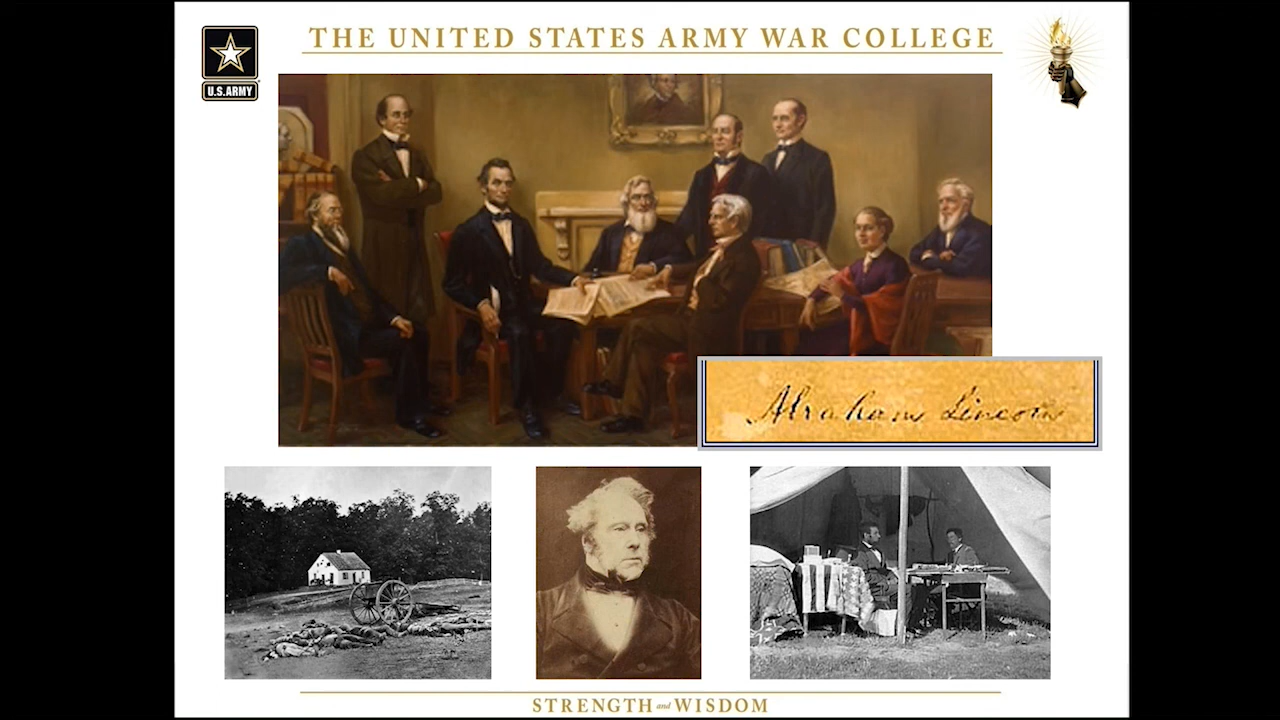 THE UNITED STATES ARMY WAR COLLEGE
U.S.ARMY
Abraham Lincoln
STRENGTH and WISDOM